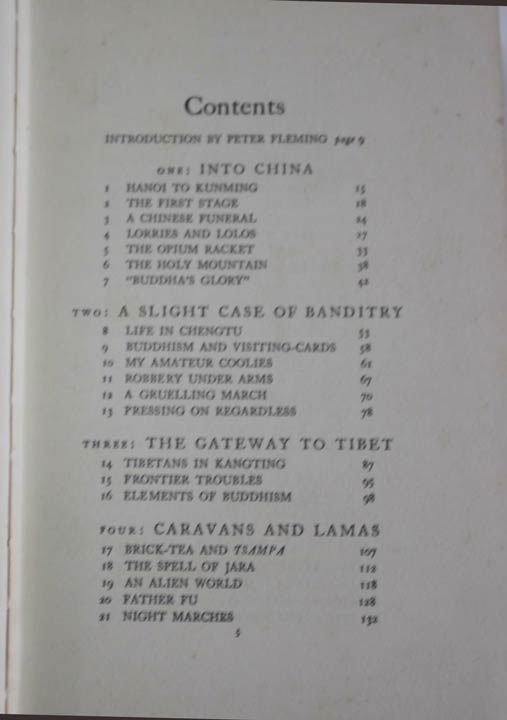 Contents
INTRODUCTION BY PETER FLEMING page 9
ONE: INTO CHINA
1 HANOI TO KUNMING 15
2 THE FIRST STAGE 18
3 A CHINESE FUNERAL 24
4 LORRIES AND LOLOS 27
5 THE OPIUM RACKET 33
6 THE HOLY MOUNTAIN 38
7 "BUDDHA'S GLORY" 42
TWO: A SLIGHT CASE OF BANDITRY
8 LIFE IN CHENGTU 53
9 BUDDHISM AND VISITING-CARDS 58
10 MY AMATEUR COOLIES 61
11 ROBBERY UNDER ARMS 67
12 A GRUELLING MARCH 70
13 PRESSING ON REGARDLESS 78
THREE: THE GATEWAY TO TIBET
14 TIBETANS IN KANGTING 87
15 FRONTIER TROUBLES 95
16 ELEMENTS OF BUDDHISM 98
FOUR: CARAVANS AND LAMAS
17 BRICK-TEA AND TSAMPA 107
18 THE SPELL OF JARA 112
19 AN ALIEN WORLD 118
20 FATHER FU 128
21 NIGHT MARCHES 132
5